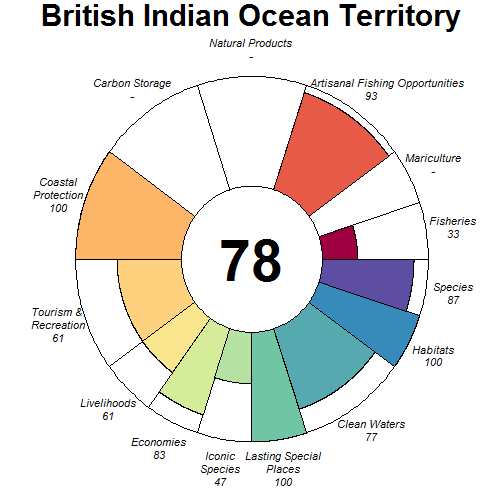 British Indian Ocean Territory
Natural Products
-
Carbon Storage
-
Artisanal Fishing Opportunities
93
Mariculture
-
Coastal
Protection
100
Fisheries
33
78
Species
87
Tourism &
Recreation
61
Habitats
100
Livelihoods
61
Clean Waters
77
Economies
83
Iconic
Species
47
Lasting Special
Places
100